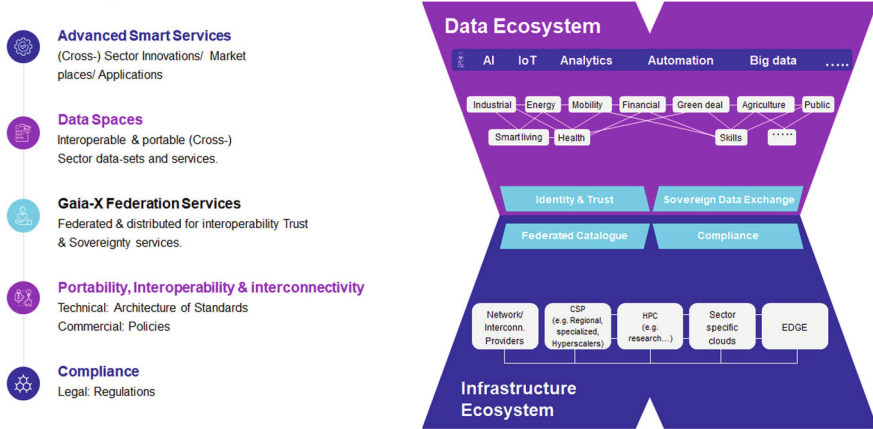 Advanced Smart Services
(Cross-) Sector Innovations/ Market
places/ Applications
Data Spaces
Interoperable & portable (Cross-)
Sector data-sets and services.
Gaia-X Federation Services
Federated & distributed for interoperability Trust
& Sovereignty services.
Portability, Interoperability & interconnectivity
Technical: Architecture of Standards
Commercial: Policies
Compliance
Legal: Regulations
Data Ecosystem
AI IoT Analytics Automation Big data .....
Industrial Energy Mobility Financial Green deal Agriculture Public
Smart living Health Skills .....
Identity & Trust Sovereign Data Exchange
Federated Catalogue Compliance
Network/
Interconn.
Providers
CSP
(e.g. Regional,
specialized,
Hyperscalers)
HPC
(e.g.
research...)
Sector
specific
clouds
EDGE
Infrastructure
Ecosystem